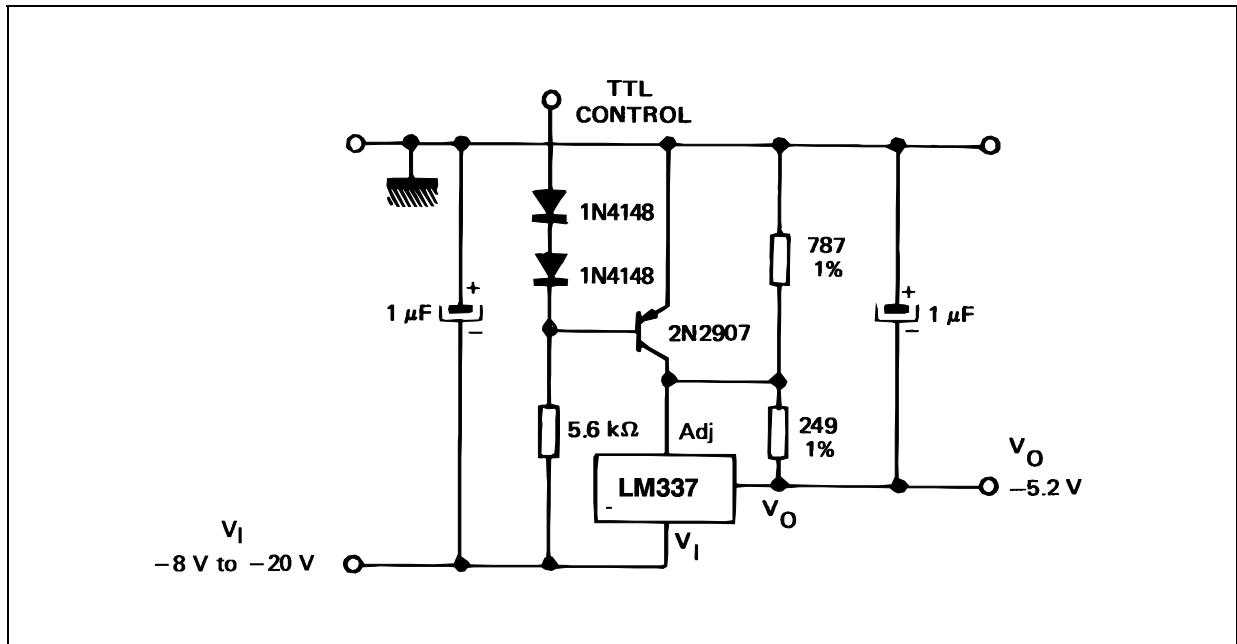 TTL
CONTROL
1N4148
787
1%
1N4148
+
1 μF
−
2N2907
+
1 μF
−
5.6 kΩ
Adj
249
1%
LM337
-
V_O
V_O
−5.2 V
V_I
V_I
−8 V to −20 V